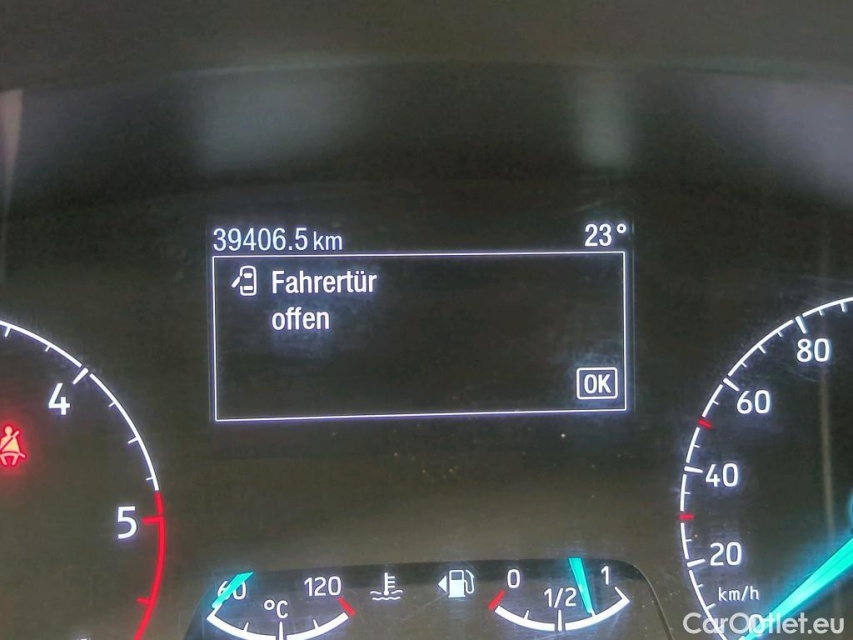 39406.5 km 23°
Fahrertür
offen
OK
4
5
60 120
°C
0 1/2 1
80
60
40
20
km/h
CarOutlet.eu